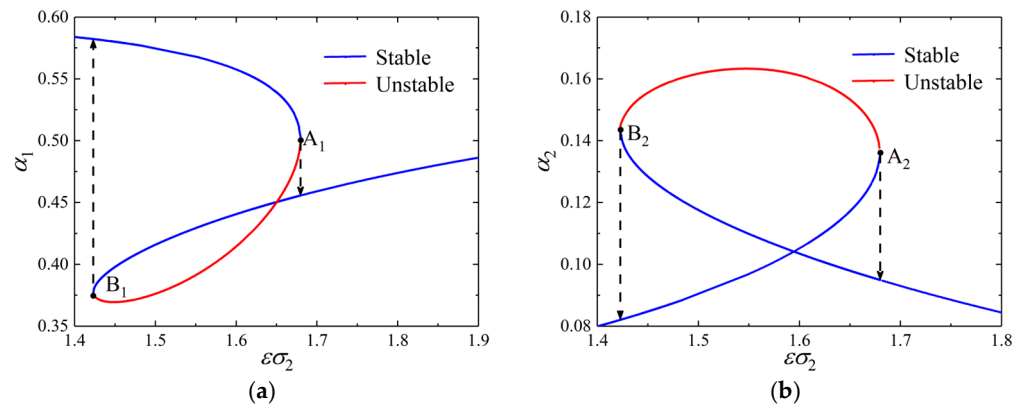 0.60
0.55
0.50
0.45
0.40
0.35
α1
Stable
Unstable
A1
B1
1.4 1.5 1.6 1.7 1.8 1.9
εσ2
(a)
0.18
0.16
0.14
0.12
0.10
0.08
α2
Stable
Unstable
B2
A2
1.4 1.5 1.6 1.7 1.8
εσ2
(b)